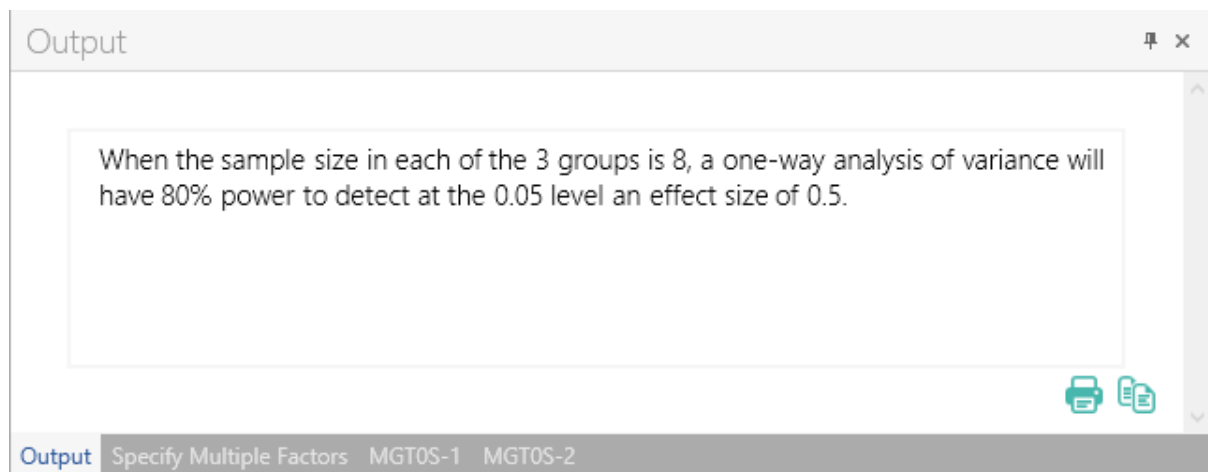 Output
When the sample size in each of the 3 groups is 8, a one-way analysis of variance will
have 80% power to detect at the 0.05 level an effect size of 0.5.
Output Specify Multiple Factors MGT0S-1 MGT0S-2